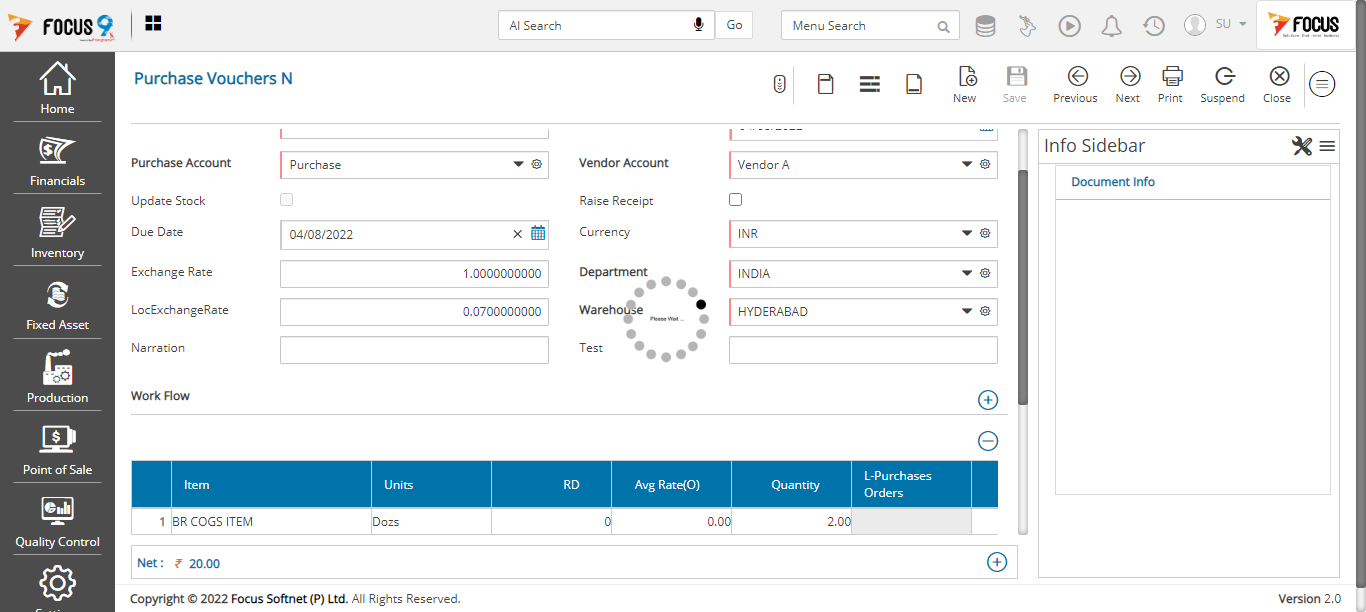 FOCUS 9
AI Search
Go
Menu Search
SU
FOCUS
Home
Financials
Inventory
Fixed Asset
Production
Point of Sale
Quality Control
Purchase Vouchers N
New
Save
Previous
Next
Print
Suspend
Close
Purchase Account
Purchase
Vendor Account
Vendor A
Update Stock
Raise Receipt
Due Date
04/08/2022
Currency
INR
Exchange Rate
1.0000000000
Department
INDIA
LocExchangeRate
0.0700000000
Warehouse
HYDERABAD
Please Wait ...
Narration
Test
Work Flow
Item
Units
RD
Avg Rate(O)
Quantity
L-Purchases
Orders
1
BR COGS ITEM
Dozs
0
0.00
2.00
Net : ₹ 20.00
Info Sidebar
Document Info
Copyright © 2022 Focus Softnet (P) Ltd. All Rights Reserved.
Version 2.0